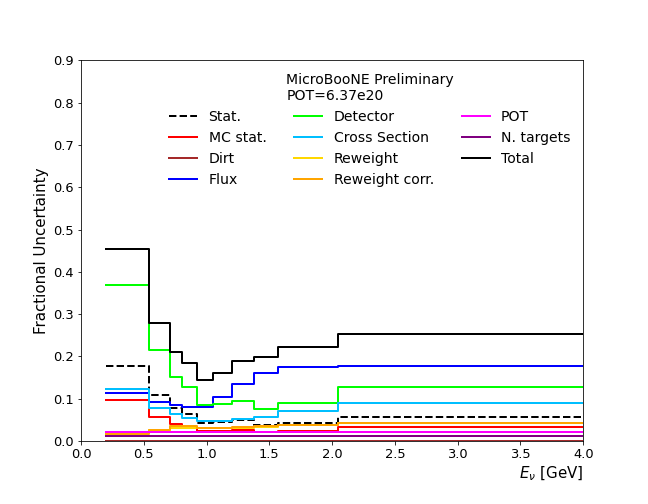 MicroBooNE Preliminary
POT=6.37e20
Stat.
MC stat.
Dirt
Flux
Detector
Cross Section
Reweight
Reweight corr.
POT
N. targets
Total
Fractional Uncertainty
0.9
0.8
0.7
0.6
0.5
0.4
0.3
0.2
0.1
0.0
0.0 0.5 1.0 1.5 2.0 2.5 3.0 3.5 4.0
Eν [GeV]